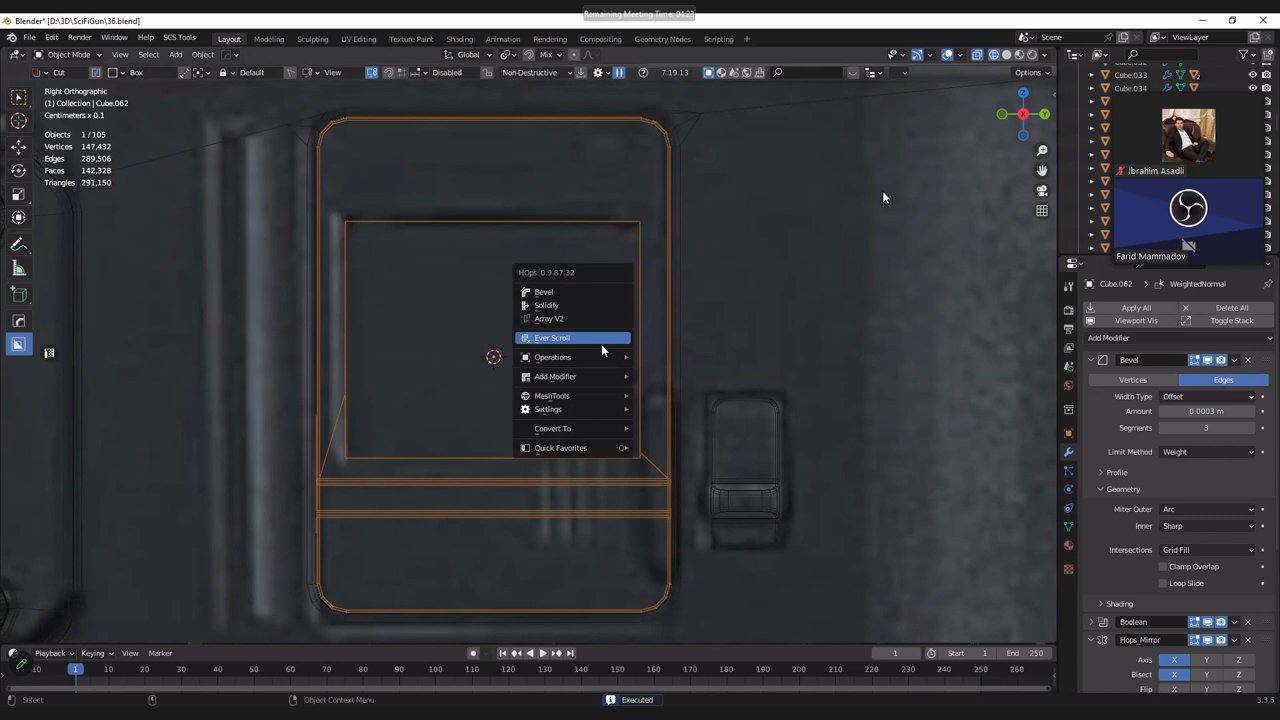 Remaining Meeting Time: 04:23
Blender* [D:\3D\SciFiGun\36.blend]
File Edit Render Window Help SCS Tools Layout Modeling Sculpting UV Editing Texture Paint Shading Animation Rendering Compositing Geometry Nodes Scripting + Scene ViewLayer
Object Mode View Select Add Object Global Mix
Cut Box Default View Disabled Non-Destructive 7.19.13 Options
Right Orthographic
(1) Collection | Cube.062
Centimeters x 0.1
Objects 1 / 105
Vertices 147,432
Edges 289,506
Faces 142,328
Triangles 291,150
Z
X
Y
HOps: 0.9.87.32
Bevel
Solidify
Array V2
Ever Scroll
Operations
Add Modifier
MeshTools
Settings
Convert To
Quick Favorites Q
Cube.033
Cube.034
Ibrahim Asadli
Farid Mammadov
Cube.062 WeightedNormal
Apply All Delete All
Viewport Vis Toggle Stack
Add Modifier
Bevel
Vertices Edges
Width Type Offset
Amount 0.0003 m
Segments 3
Limit Method Weight
Profile
Geometry
Miter Outer Arc
Inner Sharp
Intersections Grid Fill
Clamp Overlap
Loop Slide
Shading
Boolean
Hops_Mirror
Axis X Y Z
Bisect X Y Z
Flip X Y Z
Playback Keying View Marker 1 Start 1 End 250
10 1 10 20 30 40 50 60 70 80 90 100 110 120 130 140 150 160 170 180 190 200 210 220 230 240 250 260
Select Object Context Menu Executed 3.3.5